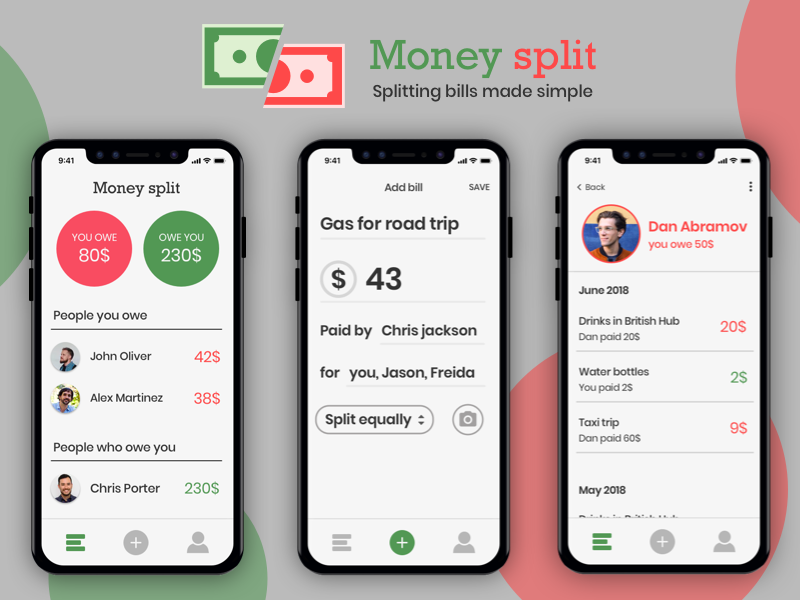 Money split
Splitting bills made simple
9:41
Money split
YOU OWE
80$
OWE YOU
230$
People you owe
John Oliver 42$
Alex Martinez 38$
People who owe you
Chris Porter 230$
9:41
Add bill SAVE
Gas for road trip
$ 43
Paid by Chris jackson
for you, Jason, Freida
Split equally
9:41
Back
Dan Abramov
you owe 50$
June 2018
Drinks in British Hub 20$
Dan paid 20$
Water bottles 2$
You paid 2$
Taxi trip 9$
Dan paid 60$
May 2018
Drinks in British Hub